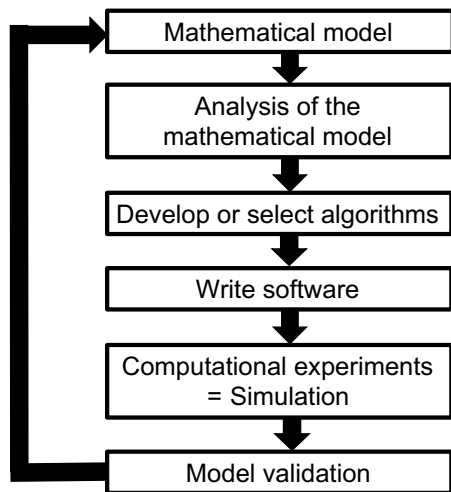 Mathematical model
Analysis of the
mathematical model
Develop or select algorithms
Write software
Computational experiments
= Simulation
Model validation